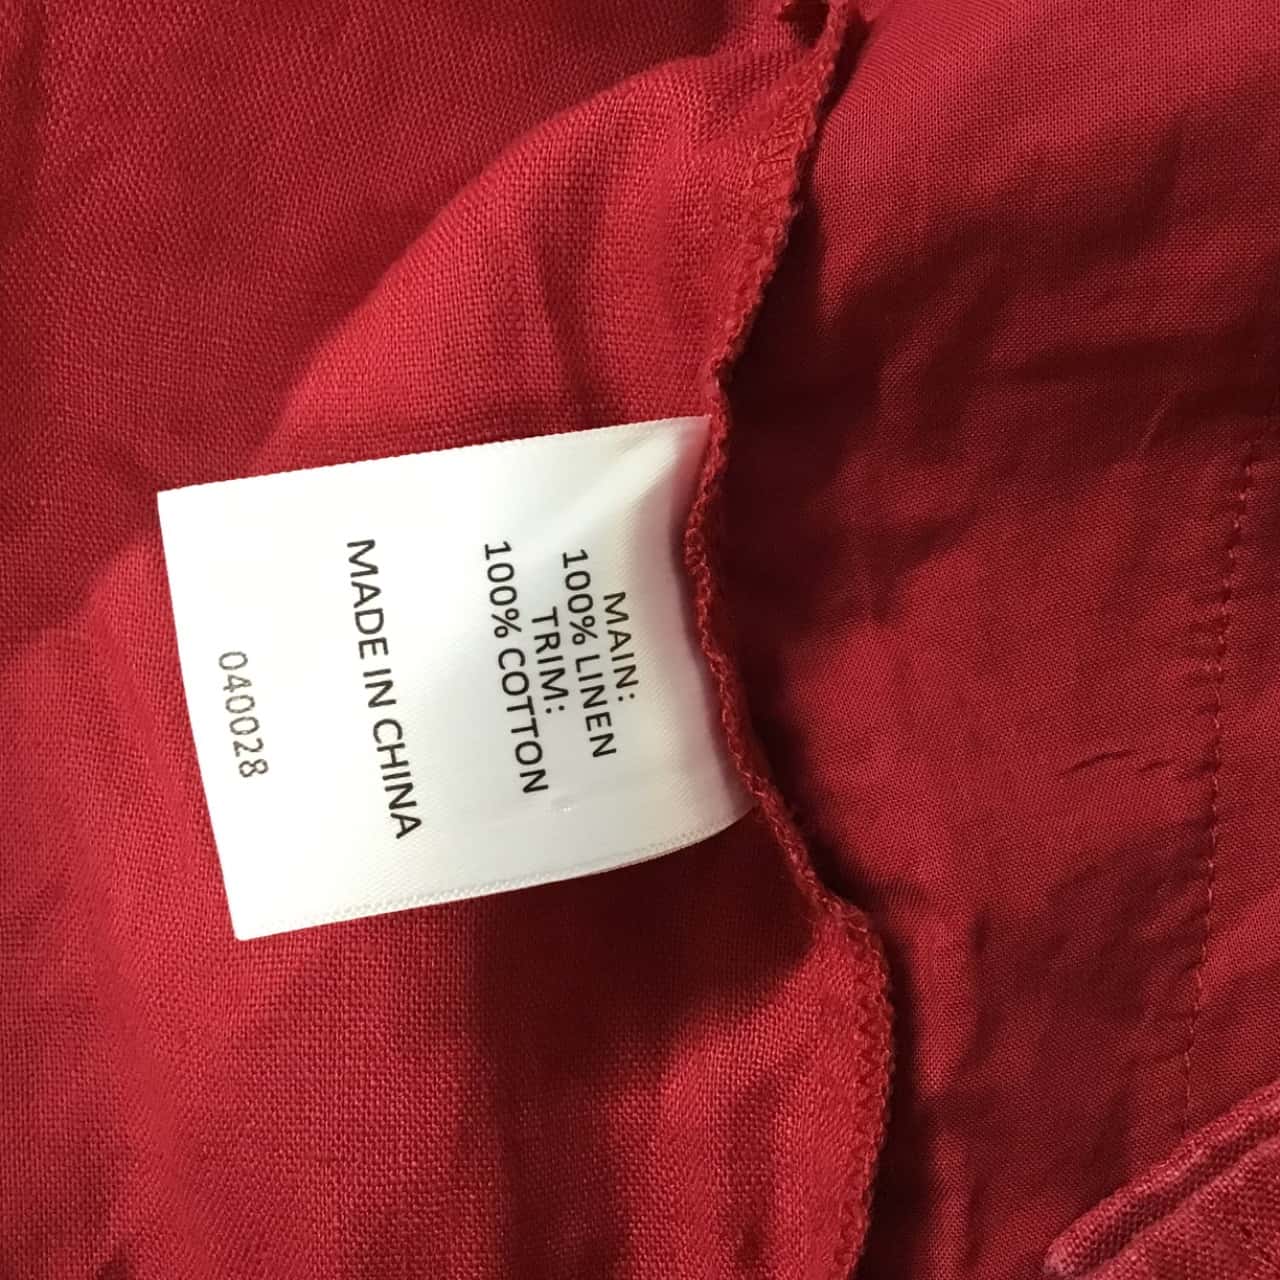 MAIN:
100% LINEN
TRIM:
100% COTTON
MADE IN CHINA
040028